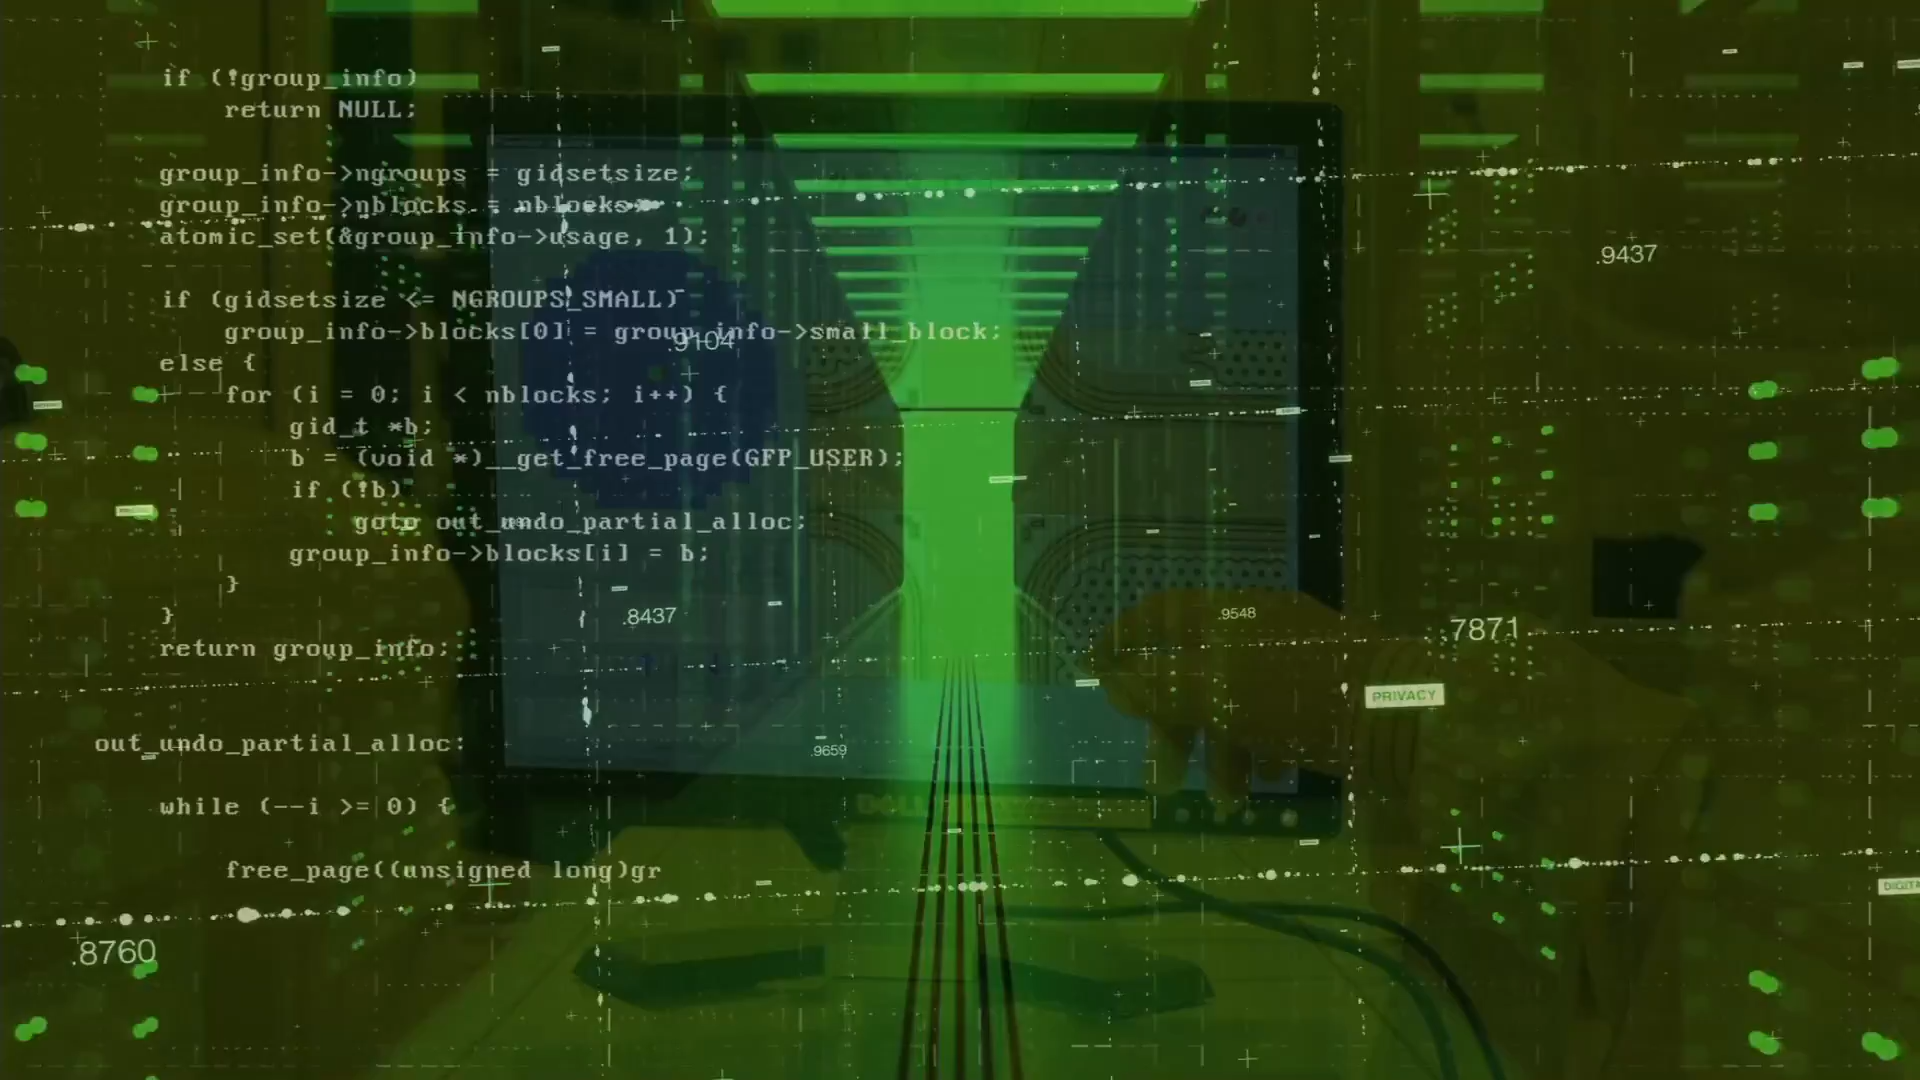 if (!group_info)
return NULL;
group_info->ngroups = gidsetsize;
group_info->nblocks = nblocks;
atomic_set(&group_info->usage, 1);
if (gidsetsize <= NGROUPS_SMALL)
group_info->blocks[0] = group_info->small_block;
else {
for (i = 0; i < nblocks; i++) {
gid_t *b;
b = (void *)__get_free_page(GFP_USER);
if (!b)
goto out_undo_partial_alloc;
group_info->blocks[i] = b;
}
}
return group_info;
out_undo_partial_alloc:
while (--i >= 0) {
free_page((unsigned long)gr
.9437
.9104
.8437
.9548
.7871
PRIVACY
.9659
.8760